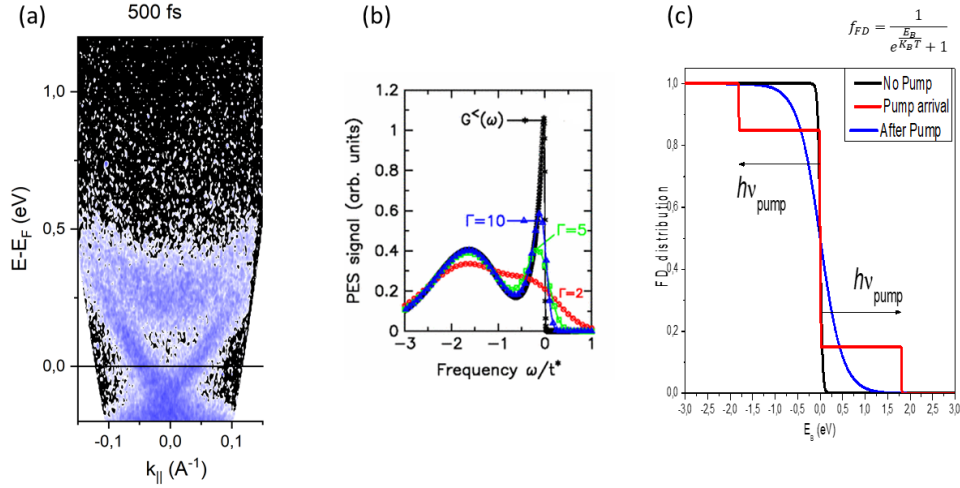 (a)
500 fs
1,0
0,5
0,0
E-E_F (eV)
-0,1
0,0
0,1
k_|| (A^-1)
(b)
1.2
1
0.8
0.6
0.4
0.2
0
PES signal (arb. units)
G^<(ω)
Γ=10
Γ=5
Γ=2
−3
−2
−1
0
1
Frequency ω/t*
(c)
f_FD = 1 / (e^(E_B/K_BT) + 1)
1,0
0,8
0,6
0,4
0,2
0,0
FD_distribution
No Pump
Pump arrival
After Pump
hν_pump
hν_pump
-3,0
-2,5
-2,0
-1,5
-1,0
-0,5
0,0
0,5
1,0
1,5
2,0
2,5
3,0
E_B (eV)